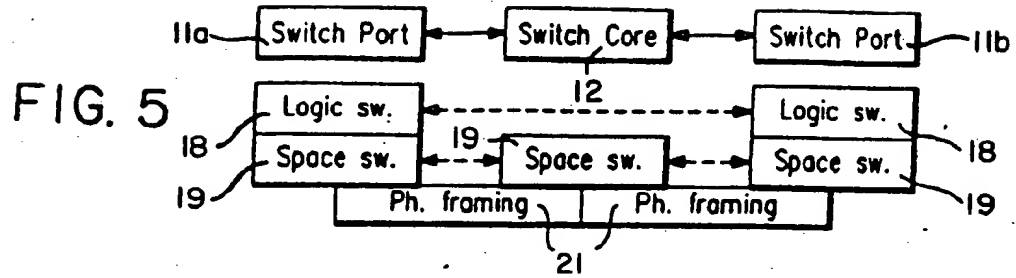 11a Switch Port Switch Core Switch Port 11b
12
FIG. 5
Logic sw. Logic sw.
18 19 18
Space sw. Space sw. Space sw.
19 19
Ph. framing Ph. framing
21